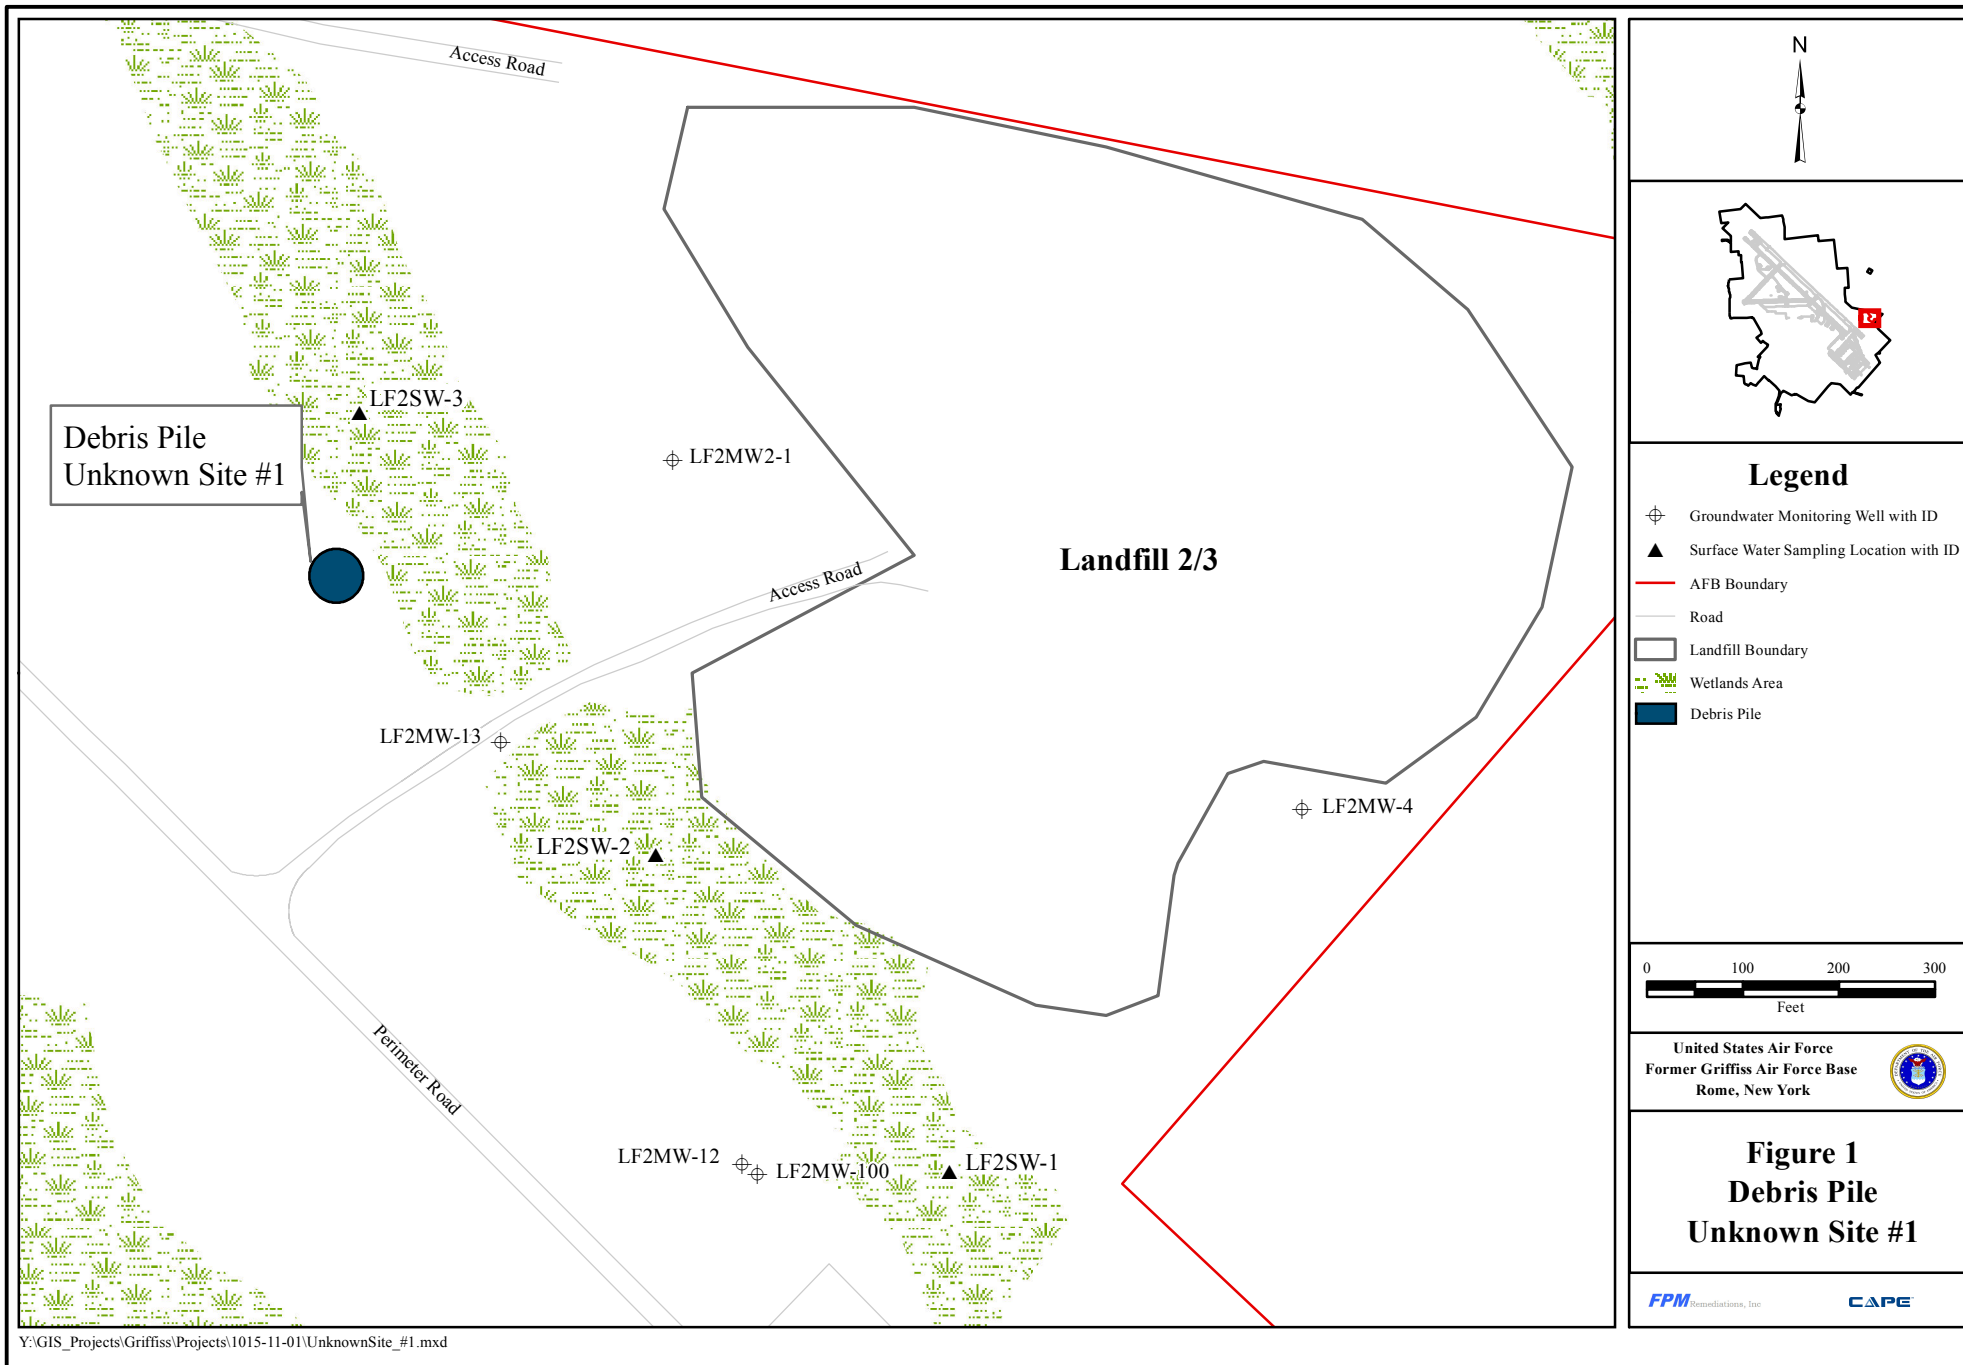 Access Road
N
LF2SW-3
Debris Pile
Unknown Site #1
LF2MW2-1
Landfill 2/3
Access Road
LF2MW-13
LF2MW-4
LF2SW-2
Perimeter Road
LF2MW-12
LF2MW-100
LF2SW-1
Legend
Groundwater Monitoring Well with ID
Surface Water Sampling Location with ID
AFB Boundary
Road
Landfill Boundary
Wetlands Area
Debris Pile
0 100 200 300
Feet
United States Air Force
Former Griffiss Air Force Base
Rome, New York
Figure 1
Debris Pile
Unknown Site #1
FPM Remediations, Inc
CAPE
Y:\GIS_Projects\Griffiss\Projects\1015-11-01\UnknownSite_#1.mxd